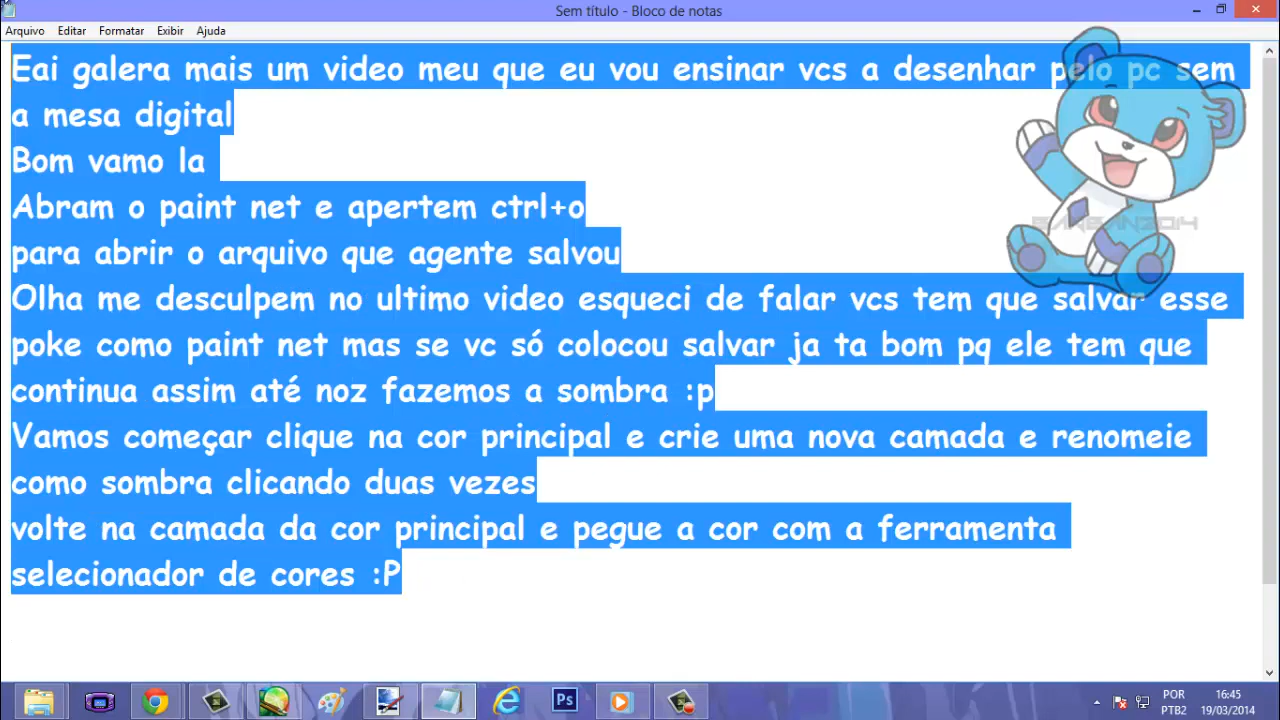 Sem título - Bloco de notas
Arquivo Editar Formatar Exibir Ajuda
Eai galera mais um video meu que eu vou ensinar vcs a desenhar pelo pc sem
a mesa digital
Bom vamo la
Abram o paint net e apertem ctrl+o
para abrir o arquivo que agente salvou
Olha me desculpem no ultimo video esqueci de falar vcs tem que salvar esse
poke como paint net mas se vc só colocou salvar ja ta bom pq ele tem que
continua assim até noz fazemos a sombra :p
Vamos começar clique na cor principal e crie uma nova camada e renomeie
como sombra clicando duas vezes
volte na camada da cor principal e pegue a cor com a ferramenta
selecionador de cores :P
Ps
POR
PTB2
16:45
19/03/2014